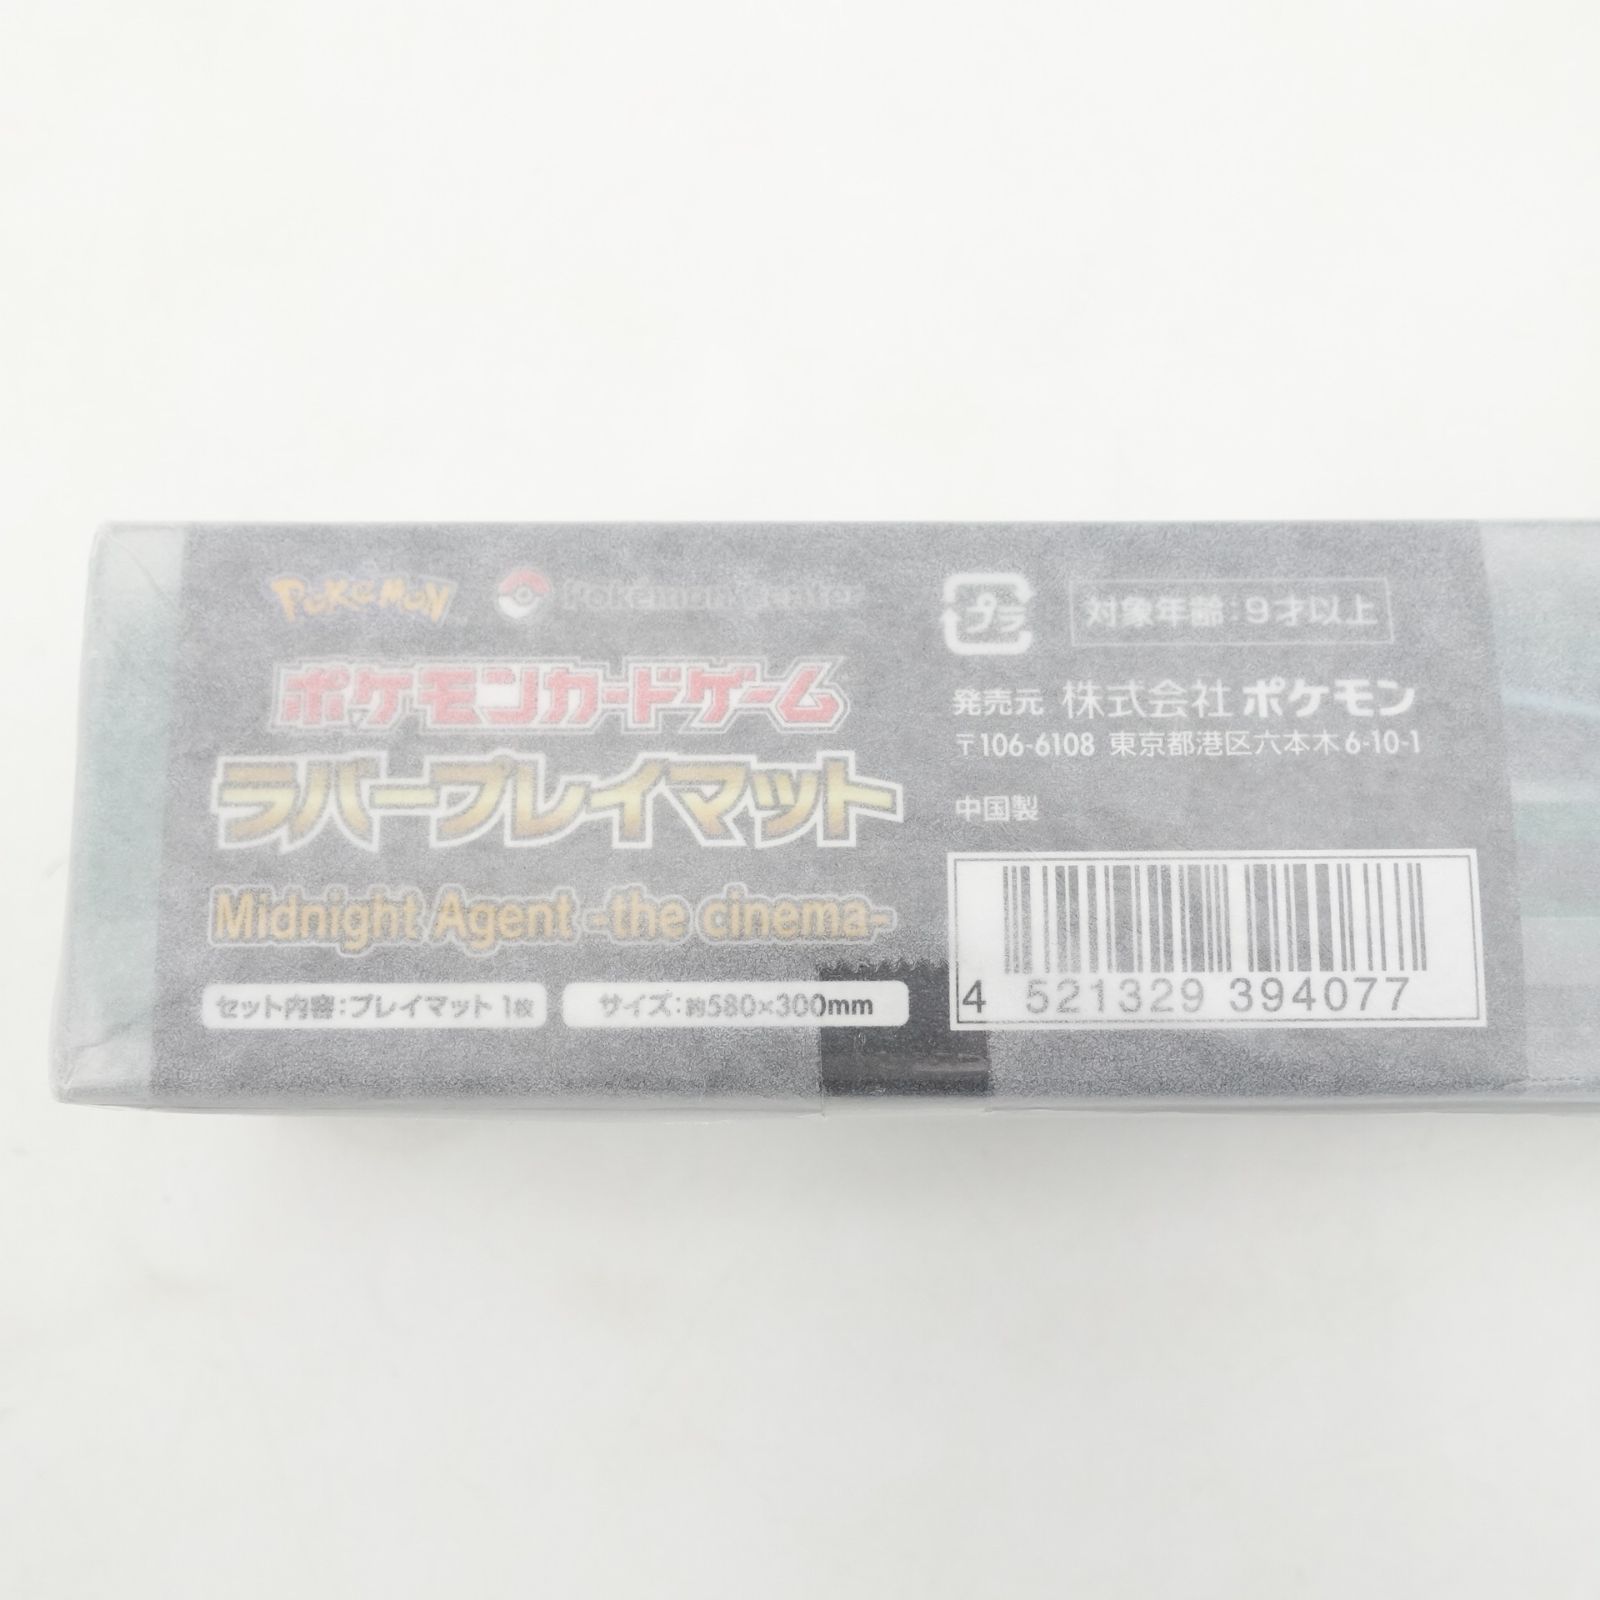 POKéMON
Pokémon Center
ポケモンカードゲーム
ラバープレイマット
Midnight Agent -the cinema-
セット内容:プレイマット 1枚
サイズ:約580×300mm
プラ
対象年齢:9才以上
発売元 株式会社ポケモン
〒106-6108 東京都港区六本木6-10-1
中国製
4 521329 394077